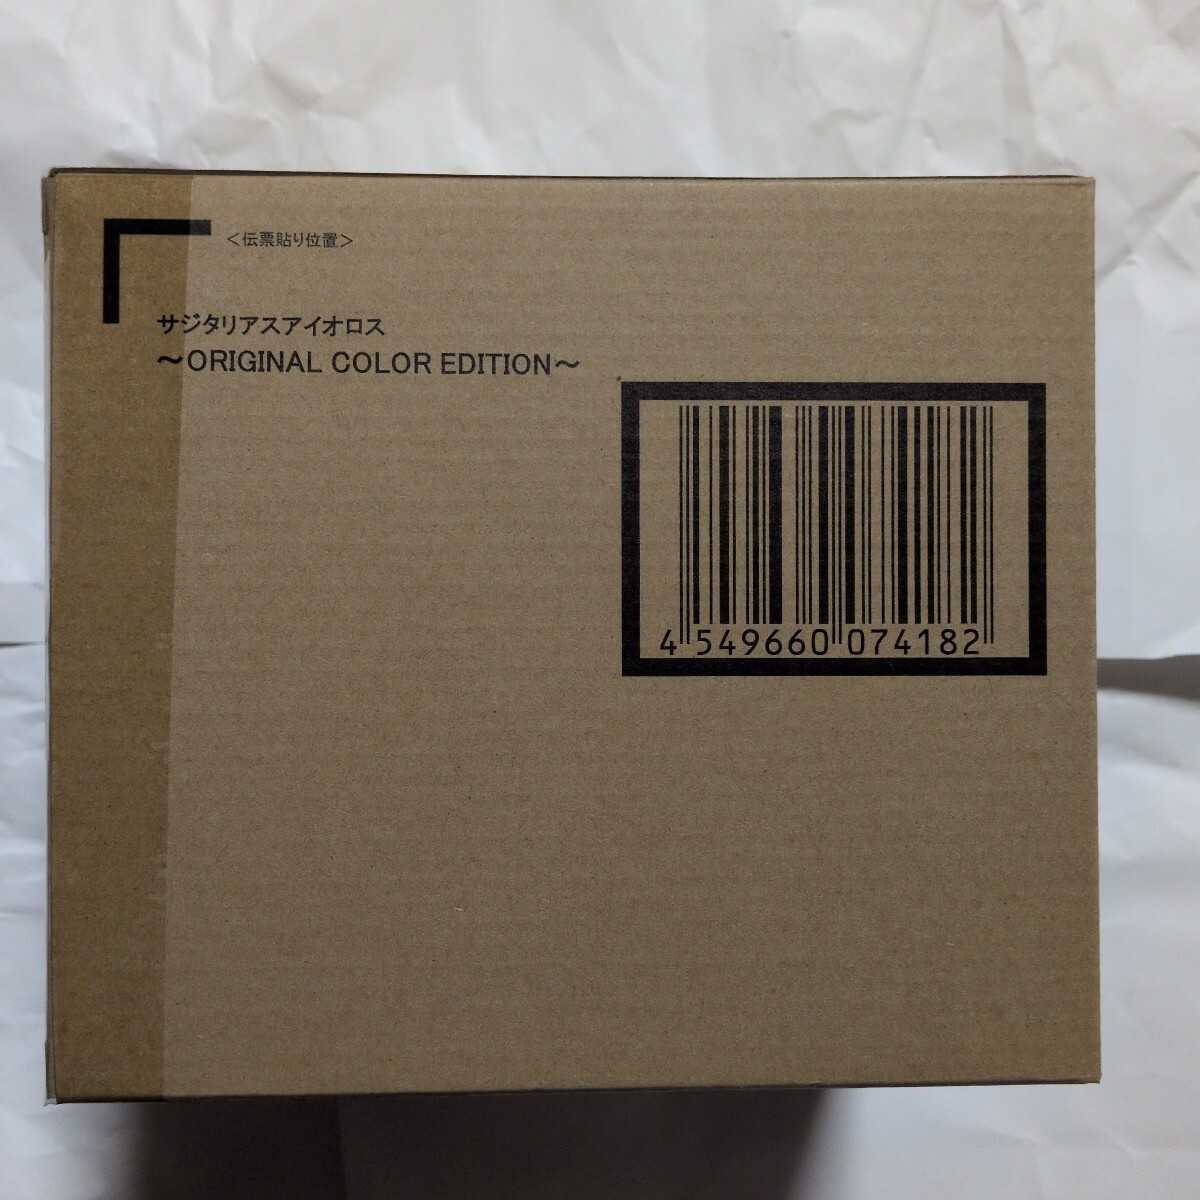 ＜伝票貼り位置＞
サジタリアスアイオロス
～ORIGINAL COLOR EDITION～
4 549660 074182